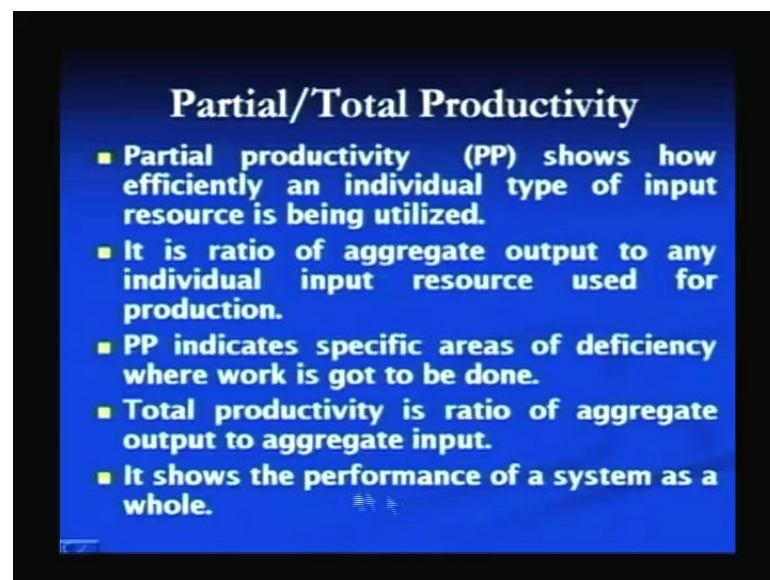 Partial/Total Productivity
Partial productivity (PP) shows how
efficiently an individual type of input
resource is being utilized.
It is ratio of aggregate output to any
individual input resource used for
production.
PP indicates specific areas of deficiency
where work is got to be done.
Total productivity is ratio of aggregate
output to aggregate input.
It shows the performance of a system as a
whole.